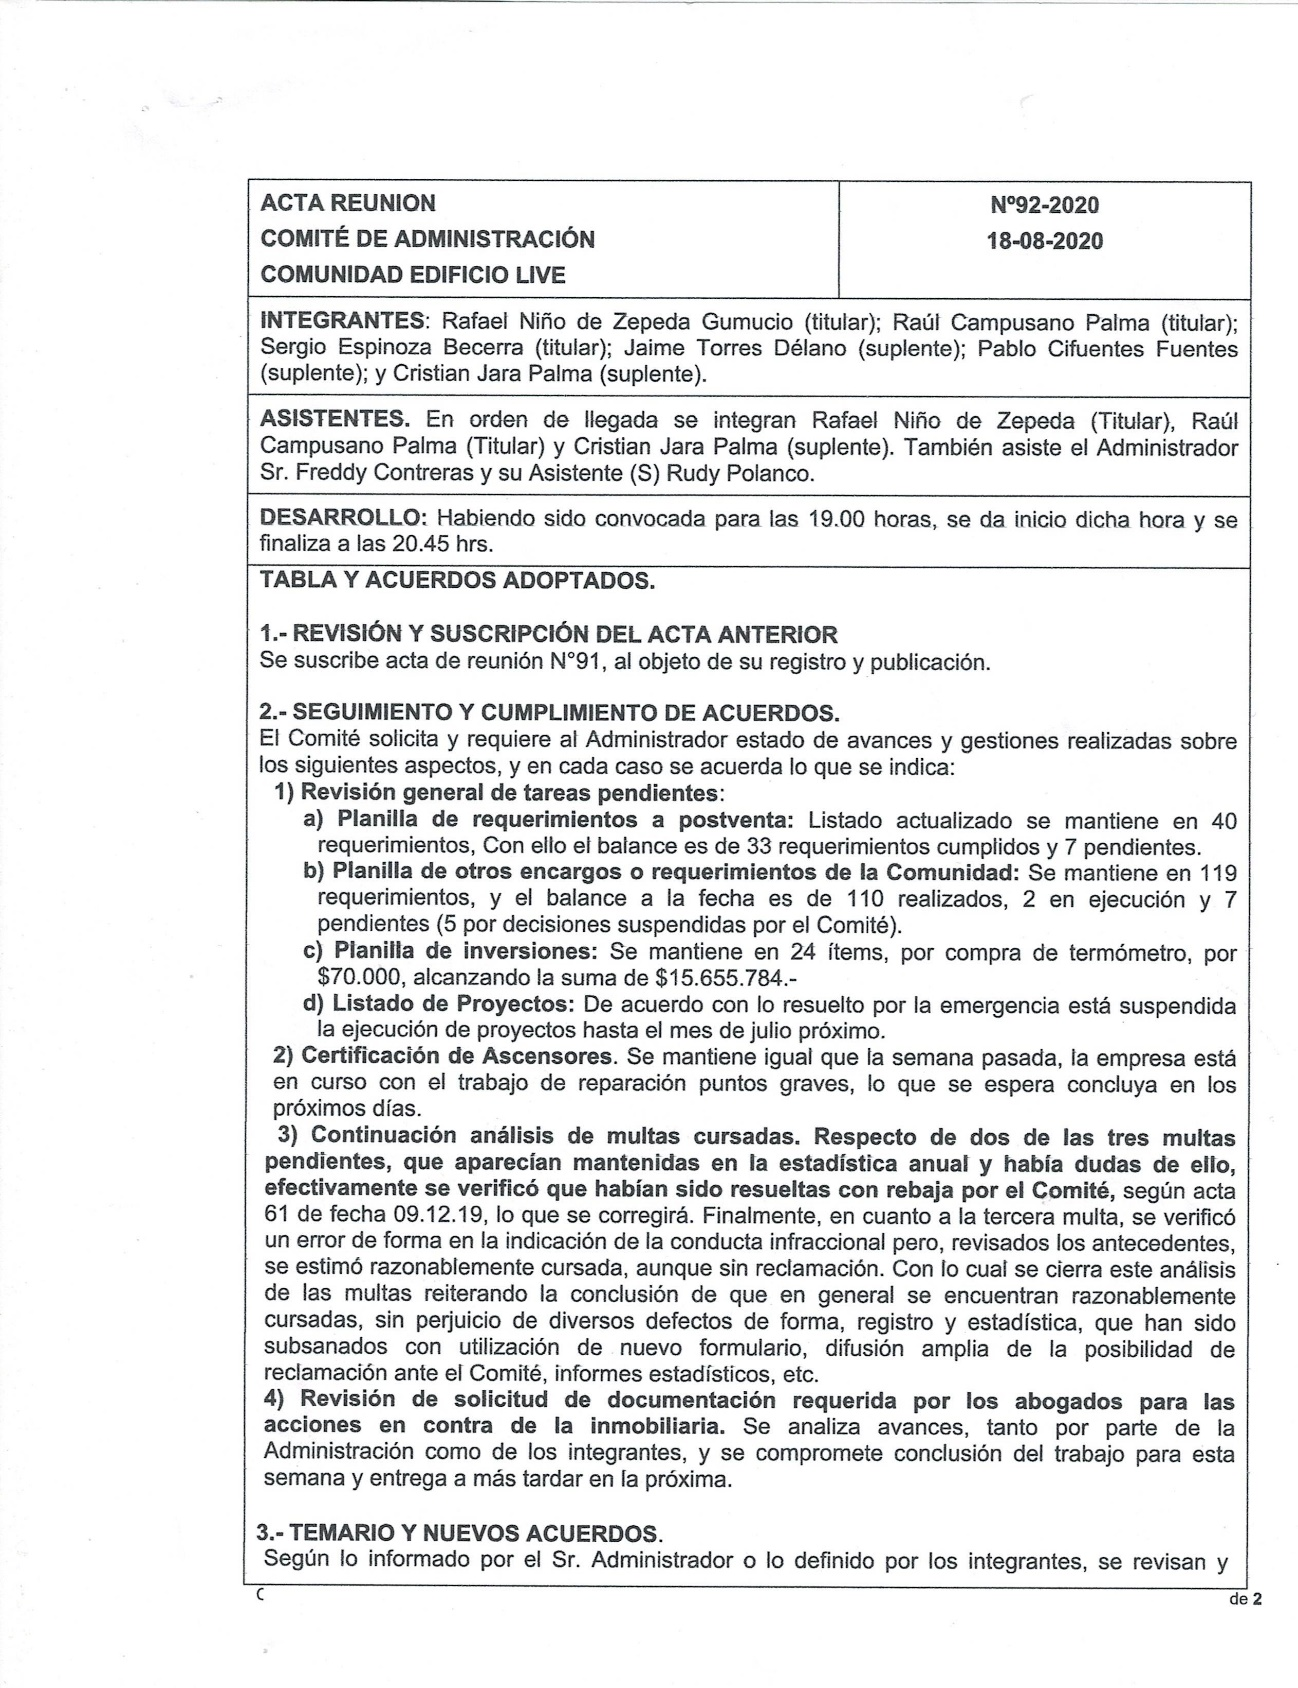 ACTA REUNION
COMITÉ DE ADMINISTRACIÓN
COMUNIDAD EDIFICIO LIVE
Nº92-2020
18-08-2020
INTEGRANTES: Rafael Niño de Zepeda Gumucio (titular); Raúl Campusano Palma (titular);
Sergio Espinoza Becerra (titular); Jaime Torres Délano (suplente); Pablo Cifuentes Fuentes
(suplente); y Cristian Jara Palma (suplente).
ASISTENTES. En orden de llegada se integran Rafael Niño de Zepeda (Titular), Raúl
Campusano Palma (Titular) y Cristian Jara Palma (suplente). También asiste el Administrador
Sr. Freddy Contreras y su Asistente (S) Rudy Polanco.
DESARROLLO: Habiendo sido convocada para las 19.00 horas, se da inicio dicha hora y se
finaliza a las 20.45 hrs.
TABLA Y ACUERDOS ADOPTADOS.
1.- REVISIÓN Y SUSCRIPCIÓN DEL ACTA ANTERIOR
Se suscribe acta de reunión N°91, al objeto de su registro y publicación.
2.- SEGUIMIENTO Y CUMPLIMIENTO DE ACUERDOS.
El Comité solicita y requiere al Administrador estado de avances y gestiones realizadas sobre
los siguientes aspectos, y en cada caso se acuerda lo que se indica:
1) Revisión general de tareas pendientes:
a) Planilla de requerimientos a postventa: Listado actualizado se mantiene en 40
requerimientos, Con ello el balance es de 33 requerimientos cumplidos y 7 pendientes.
b) Planilla de otros encargos o requerimientos de la Comunidad: Se mantiene en 119
requerimientos, y el balance a la fecha es de 110 realizados, 2 en ejecución y 7
pendientes (5 por decisiones suspendidas por el Comité).
c) Planilla de inversiones: Se mantiene en 24 ítems, por compra de termómetro, por
$70.000, alcanzando la suma de $15.655.784.-
d) Listado de Proyectos: De acuerdo con lo resuelto por la emergencia está suspendida
la ejecución de proyectos hasta el mes de julio próximo.
2) Certificación de Ascensores. Se mantiene igual que la semana pasada, la empresa está
en curso con el trabajo de reparación puntos graves, lo que se espera concluya en los
próximos días.
3) Continuación análisis de multas cursadas. Respecto de dos de las tres multas
pendientes, que aparecían mantenidas en la estadística anual y había dudas de ello,
efectivamente se verificó que habían sido resueltas con rebaja por el Comité, según acta
61 de fecha 09.12.19, lo que se corregirá. Finalmente, en cuanto a la tercera multa, se verificó
un error de forma en la indicación de la conducta infraccional pero, revisados los antecedentes,
se estimó razonablemente cursada, aunque sin reclamación. Con lo cual se cierra este análisis
de las multas reiterando la conclusión de que en general se encuentran razonablemente
cursadas, sin perjuicio de diversos defectos de forma, registro y estadística, que han sido
subsanados con utilización de nuevo formulario, difusión amplia de la posibilidad de
reclamación ante el Comité, informes estadísticos, etc.
4) Revisión de solicitud de documentación requerida por los abogados para las
acciones en contra de la inmobiliaria. Se analiza avances, tanto por parte de la
Administración como de los integrantes, y se compromete conclusión del trabajo para esta
semana y entrega a más tardar en la próxima.
3.- TEMARIO Y NUEVOS ACUERDOS.
Según lo informado por el Sr. Administrador o lo definido por los integrantes, se revisan y
C
de 2